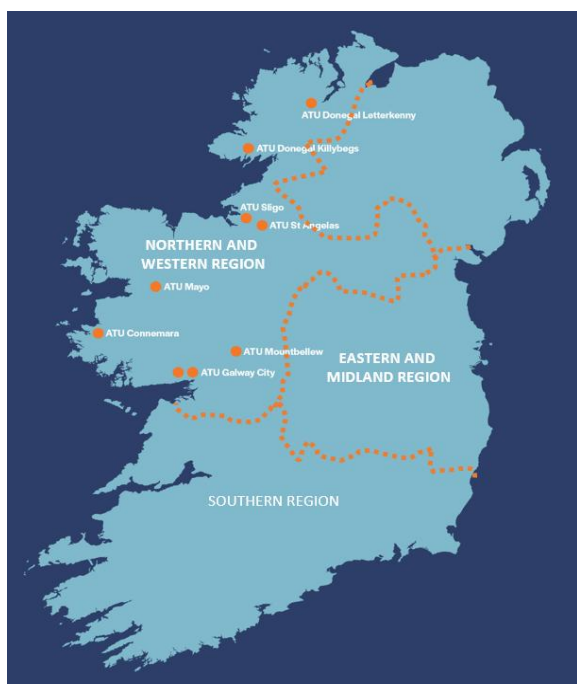 ATU Donegal Letterkenny
ATU Donegal Killybegs
ATU Sligo
ATU St Angelas
NORTHERN AND
WESTERN REGION
ATU Mayo
ATU Connemara
ATU Mountbellew
EASTERN AND
MIDLAND REGION
ATU Galway City
SOUTHERN REGION